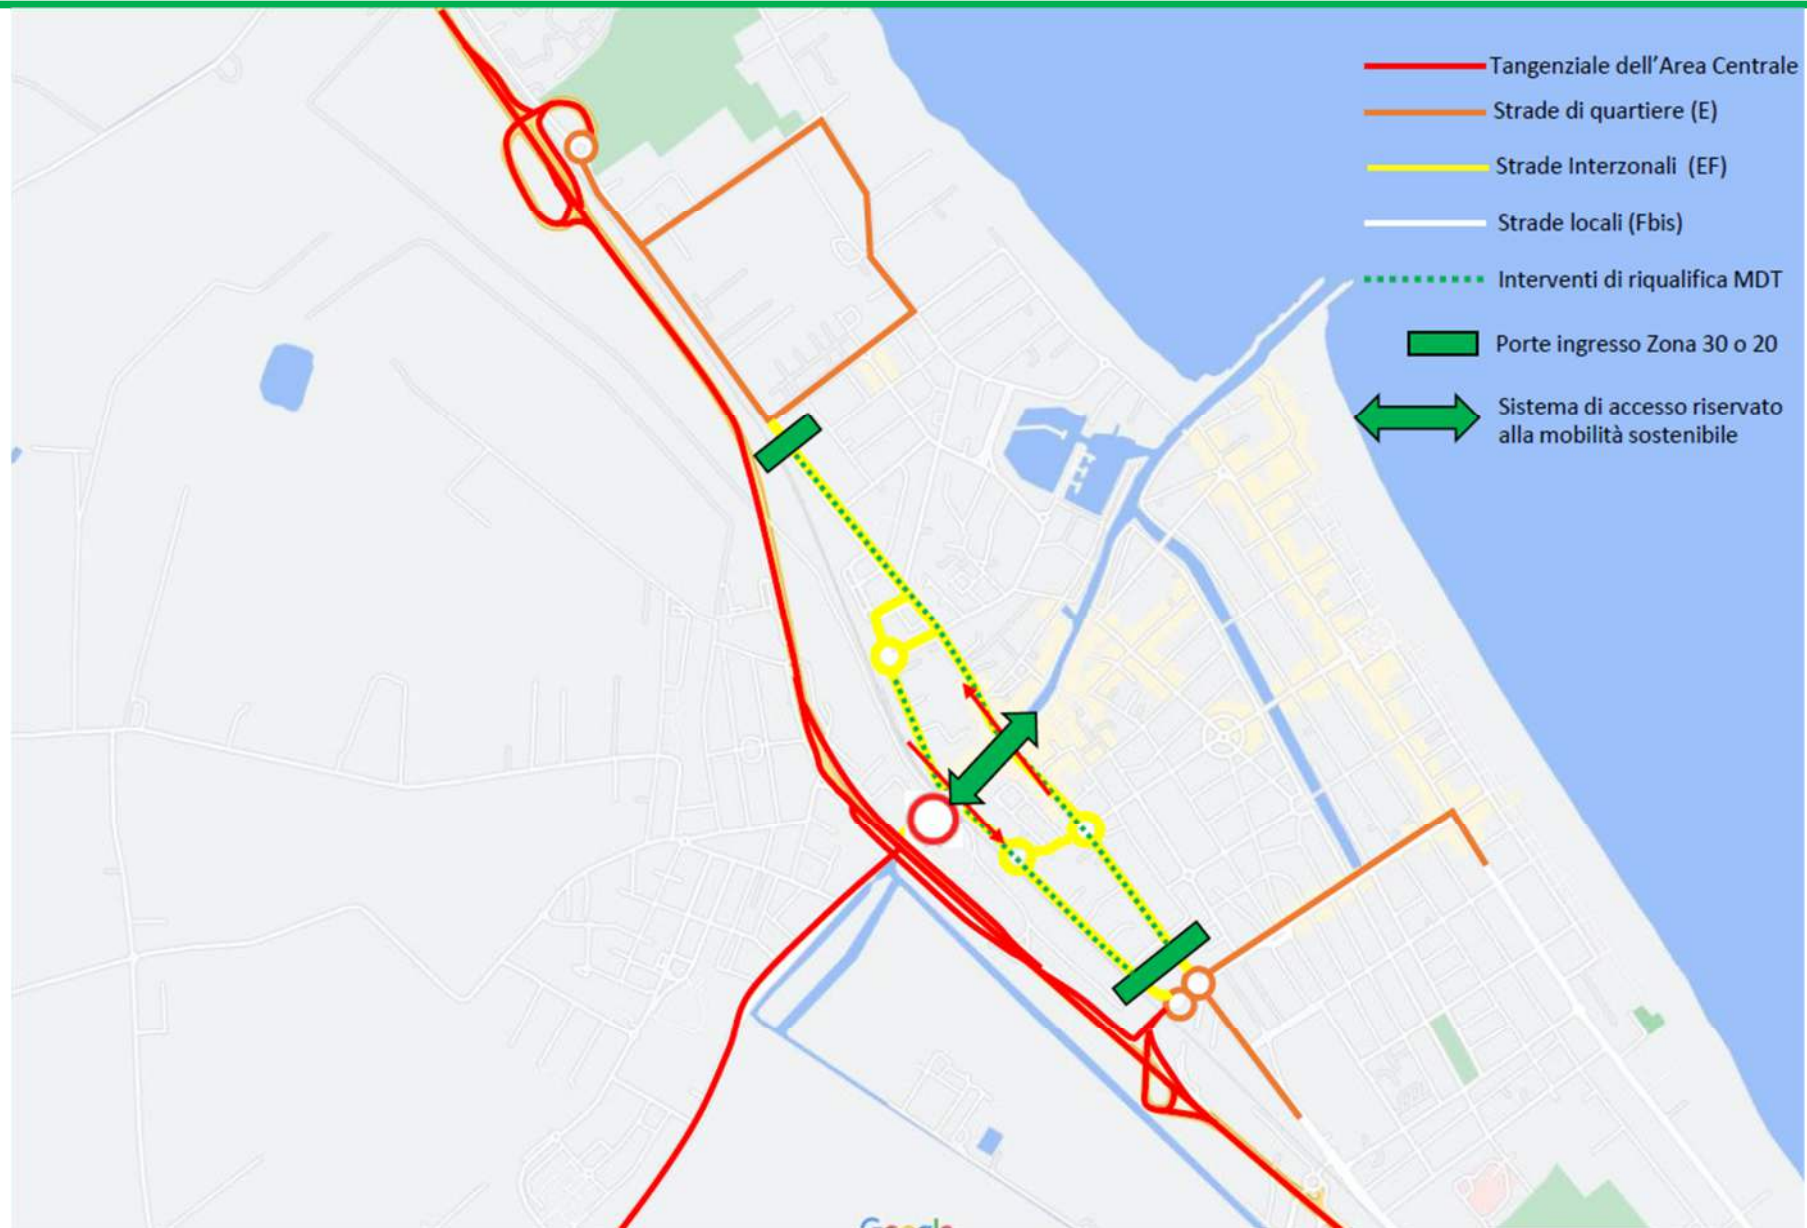 Tangenziale dell'Area Centrale
Strade di quartiere (E)
Strade Interzonali (EF)
Strade locali (Fbis)
Interventi di riqualifica MDT
Porte ingresso Zona 30 o 20
Sistema di accesso riservato
alla mobilità sostenibile
Google